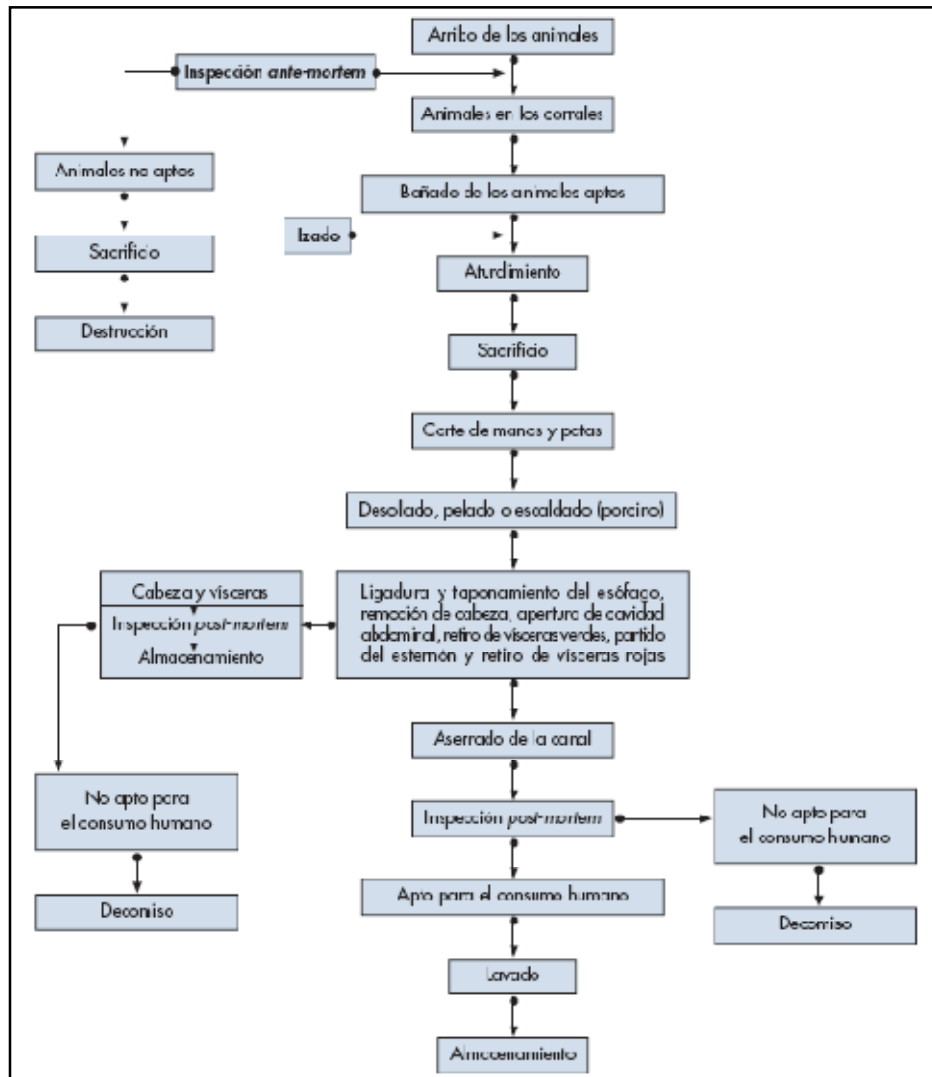 Arribo de los animales
Inspección ante-mortem
Animales en los corrales
Animales no aptos
Bañado de los animales aptos
Izado
Sacrificio
Aturdimiento
Destrucción
Sacrificio
Corte de manos y patas
Desolado, pelado o escaldado (porcino)
Cabeza y vísceras
Inspección post-mortem
Almacenamiento
Ligadura y taponamiento del esófago,
remoción de cabeza, apertura de cavidad
abdominal, retiro de vísceras verdes, partido
del esternón y retiro de vísceras rojas
Aserrado de la canal
No apto para
el consumo humano
Inspección post-mortem
No apto para
el consumo humano
Decomiso
Apto para el consumo humano
Decomiso
Lavado
Almacenamiento